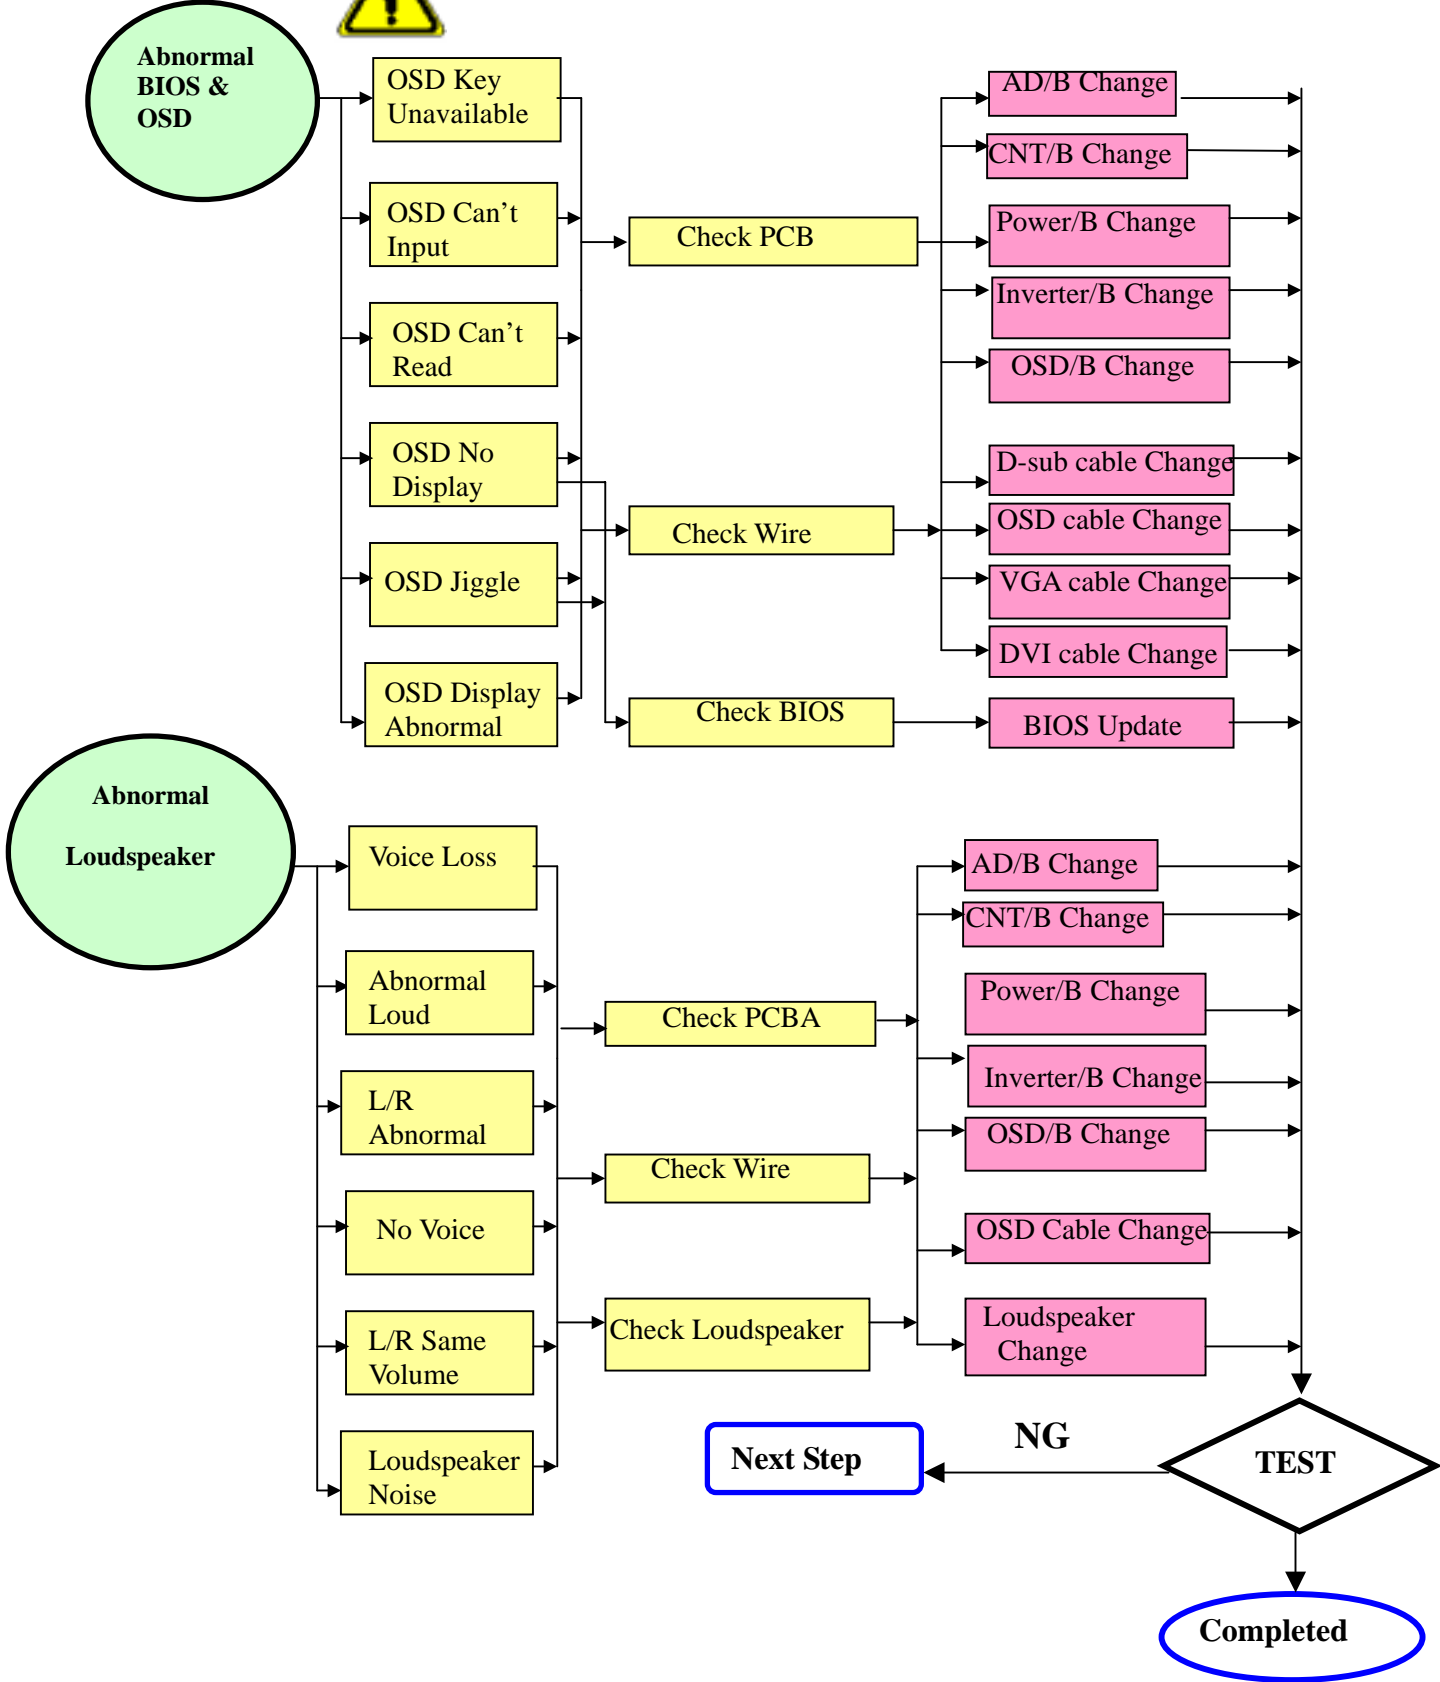 Abnormal
BIOS &
OSD
OSD Key
Unavailable
OSD Can't
Input
OSD Can't
Read
OSD No
Display
OSD Jiggle
OSD Display
Abnormal
Check PCB
Check Wire
Check BIOS
AD/B Change
CNT/B Change
Power/B Change
Inverter/B Change
OSD/B Change
D-sub cable Change
OSD cable Change
VGA cable Change
DVI cable Change
BIOS Update
Abnormal
Loudspeaker
Voice Loss
Abnormal
Loud
L/R
Abnormal
No Voice
L/R Same
Volume
Loudspeaker
Noise
Check PCBA
Check Wire
Check Loudspeaker
AD/B Change
CNT/B Change
Power/B Change
Inverter/B Change
OSD/B Change
OSD Cable Change
Loudspeaker
Change
TEST
NG
Next Step
Completed